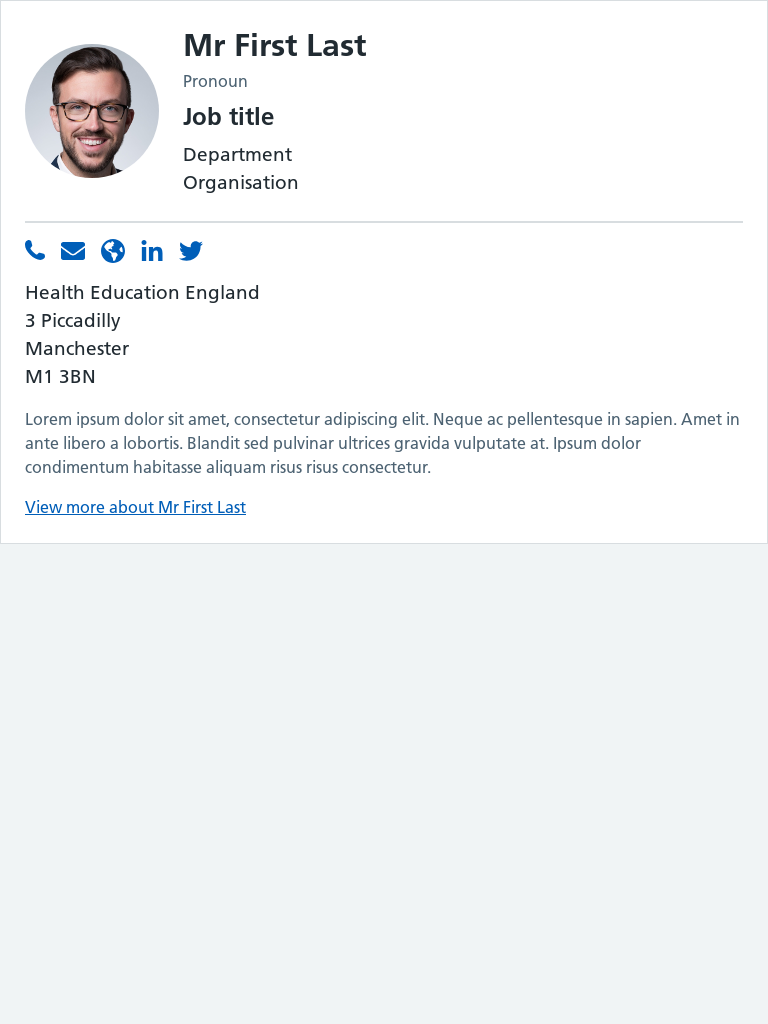 Mr First Last
Pronoun
Job title
Department
Organisation
Health Education England
3 Piccadilly
Manchester
M1 3BN
Lorem ipsum dolor sit amet, consectetur adipiscing elit. Neque ac pellentesque in sapien. Amet in
ante libero a lobortis. Blandit sed pulvinar ultrices gravida vulputate at. Ipsum dolor
condimentum habitasse aliquam risus risus consectetur.
View more about Mr First Last